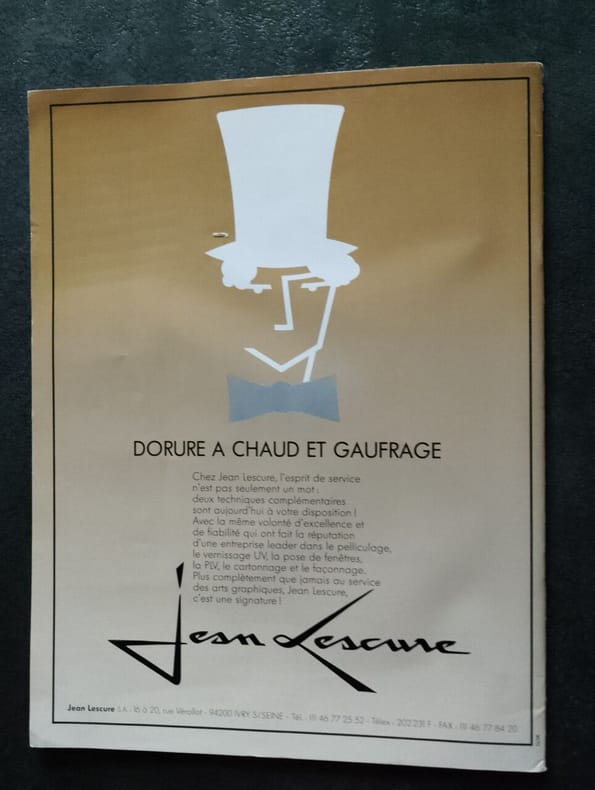 DORURE A CHAUD ET GAUFRAGE
Chez Jean Lescure, l'esprit de service
n'est pas seulement un mot :
deux techniques complémentaires
sont aujourd'hui à votre disposition !
Avec la même volonté d'excellence et
de fiabilité qui ont fait la réputation
d'une entreprise leader dans le pelliculage,
le vernissage UV, la pose de fenêtres,
la PLV, le cartonnage et le façonnage.
Plus complètement que jamais au service
des arts graphiques, Jean Lescure,
c'est une signature !
Jean Lescure
Jean Lescure S.A. : 16 à 20, rue Vérollot - 94200 IVRY S/SEINE - Tél. : (1) 46 77 25 52 - Télex : 202 231 F - FAX : (1) 46 77 84 20